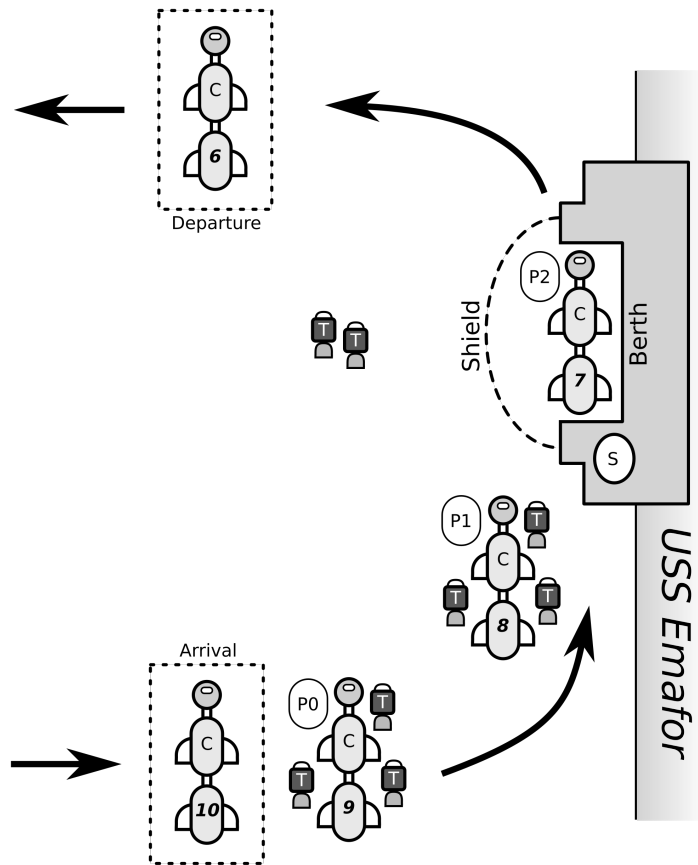 C
6
Departure
P2
C
7
Shield
Berth
T
T
S
P1
T
C
T
T
8
USS Emafor
Arrival
C
10
P0
T
C
T
T
9